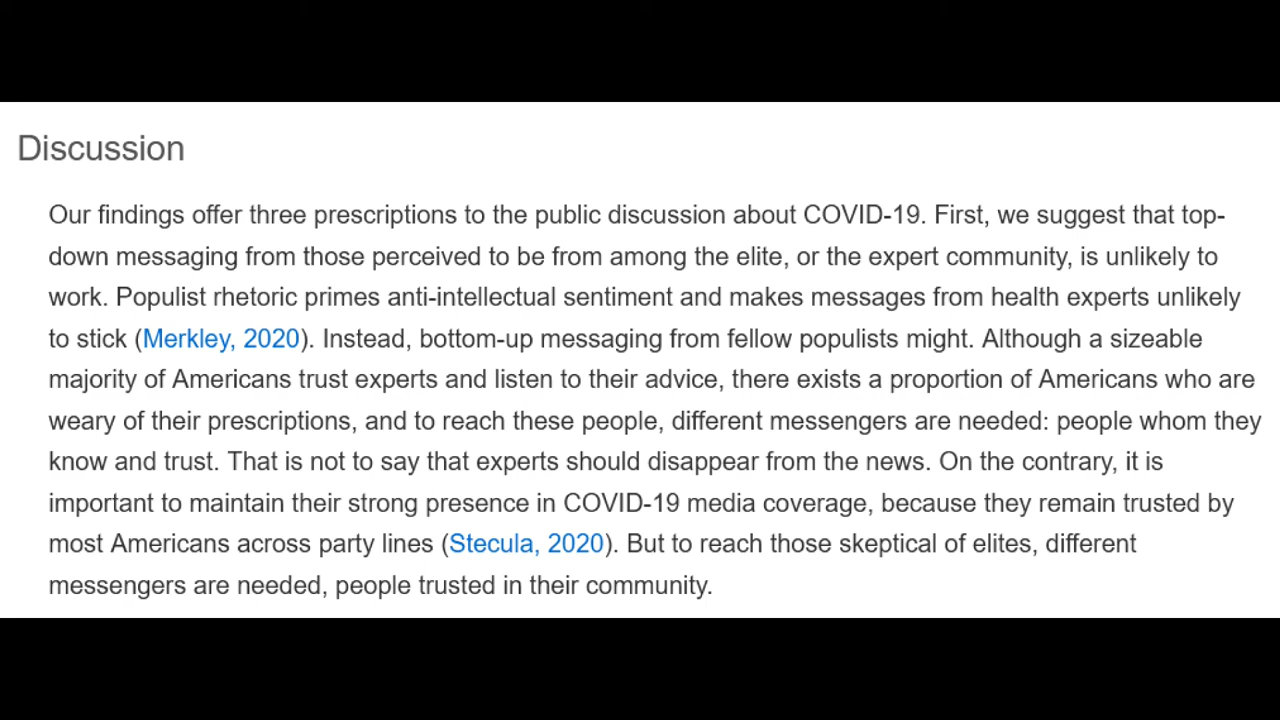 Discussion
Our findings offer three prescriptions to the public discussion about COVID-19. First, we suggest that top-
down messaging from those perceived to be from among the elite, or the expert community, is unlikely to
work. Populist rhetoric primes anti-intellectual sentiment and makes messages from health experts unlikely
to stick (Merkley, 2020). Instead, bottom-up messaging from fellow populists might. Although a sizeable
majority of Americans trust experts and listen to their advice, there exists a proportion of Americans who are
weary of their prescriptions, and to reach these people, different messengers are needed: people whom they
know and trust. That is not to say that experts should disappear from the news. On the contrary, it is
important to maintain their strong presence in COVID-19 media coverage, because they remain trusted by
most Americans across party lines (Stecula, 2020). But to reach those skeptical of elites, different
messengers are needed, people trusted in their community.